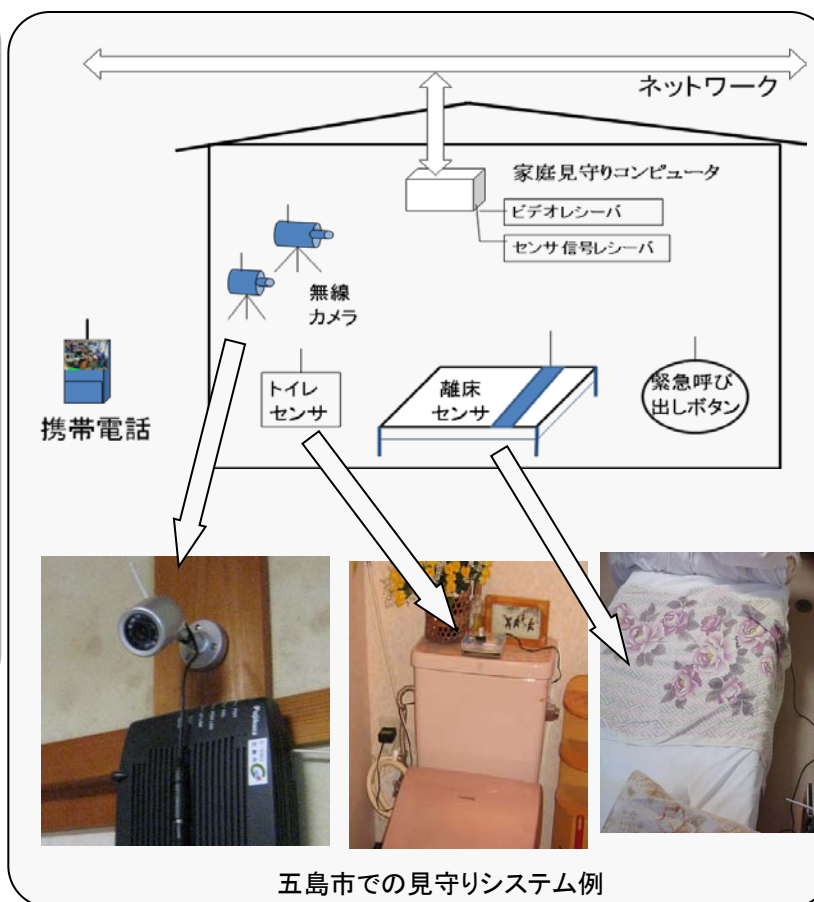 ネットワーク
家庭見守りコンピュータ
ビデオレシーバ
センサ信号レシーバ
無線
カメラ
トイレ
センサ
離床
センサ
緊急呼び
出しボタン
携帯電話
五島市での見守りシステム例